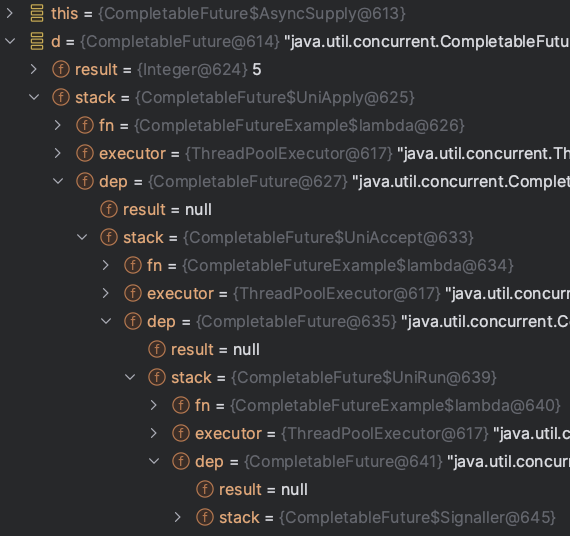 this = {CompletableFuture$AsyncSupply@613}
d = {CompletableFuture@614} "java.util.concurrent.CompletableFutu
f result = {Integer@624} 5
f stack = {CompletableFuture$UniApply@625}
f fn = {CompletableFutureExample$lambda@626}
f executor = {ThreadPoolExecutor@617} "java.util.concurrent.Th
f dep = {CompletableFuture@627} "java.util.concurrent.Complet
f result = null
f stack = {CompletableFuture$UniAccept@633}
f fn = {CompletableFutureExample$lambda@634}
f executor = {ThreadPoolExecutor@617} "java.util.concurr
f dep = {CompletableFuture@635} "java.util.concurrent.C
f result = null
f stack = {CompletableFuture$UniRun@639}
f fn = {CompletableFutureExample$lambda@640}
f executor = {ThreadPoolExecutor@617} "java.util.c
f dep = {CompletableFuture@641} "java.util.concurr
f result = null
f stack = {CompletableFuture$Signaller@645}